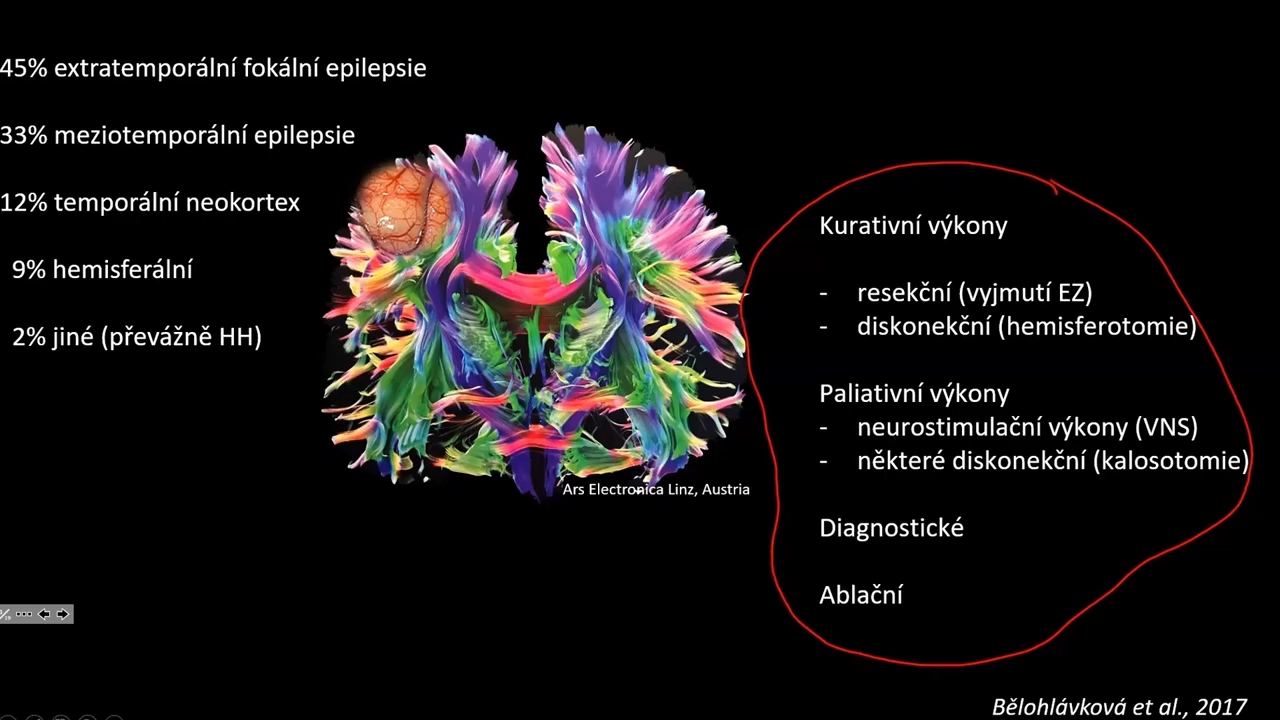 45% extratemporální fokální epilepsie
33% meziotemporální epilepsie
12% temporální neokortex
9% hemisferální
2% jiné (převážně HH)
Ars Electronica Linz, Austria
Kurativní výkony
- resekční (vyjmutí EZ)
- diskonekční (hemisferotomie)
Paliativní výkony
- neurostimulační výkony (VNS)
- některé diskonekční (kalosotomie)
Diagnostické
Ablační
Bělohlávková et al., 2017